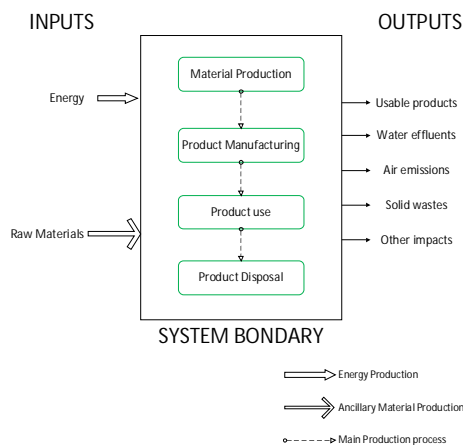 INPUTS
OUTPUTS
Material Production
Energy
Usable products
Water effluents
Product Manufacturing
Air emissions
Product use
Solid wastes
Raw Materials
Other impacts
Product Disposal
SYSTEM BONDARY
Energy Production
Ancillary Material Production
Main Production process